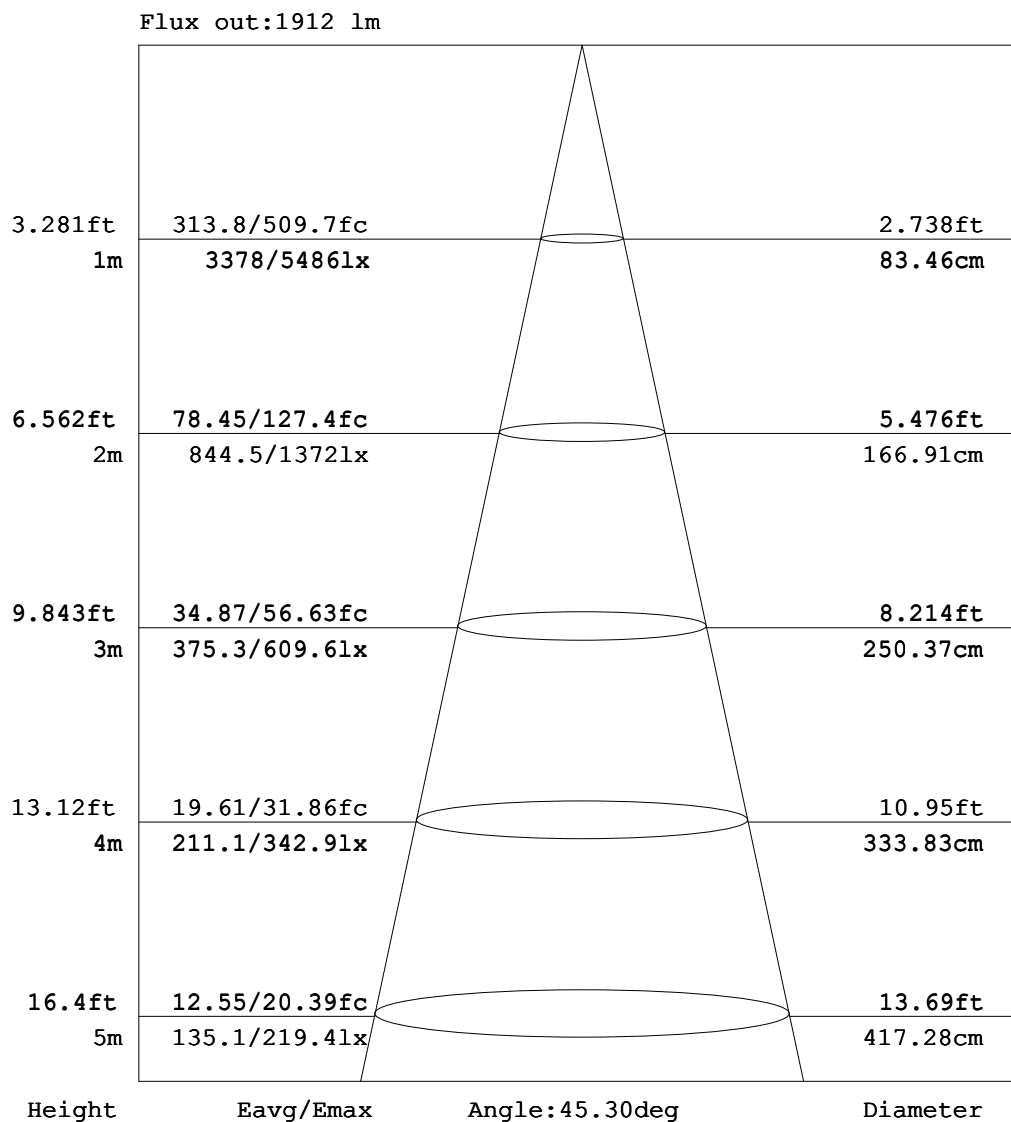 Flux out:1912 lm
3.281ft 313.8/509.7fc 2.738ft
1m 3378/5486lx 83.46cm
6.562ft 78.45/127.4fc 5.476ft
2m 844.5/1372lx 166.91cm
9.843ft 34.87/56.63fc 8.214ft
3m 375.3/609.6lx 250.37cm
13.12ft 19.61/31.86fc 10.95ft
4m 211.1/342.9lx 333.83cm
16.4ft 12.55/20.39fc 13.69ft
5m 135.1/219.4lx 417.28cm
Height Eavg/Emax Angle:45.30deg Diameter